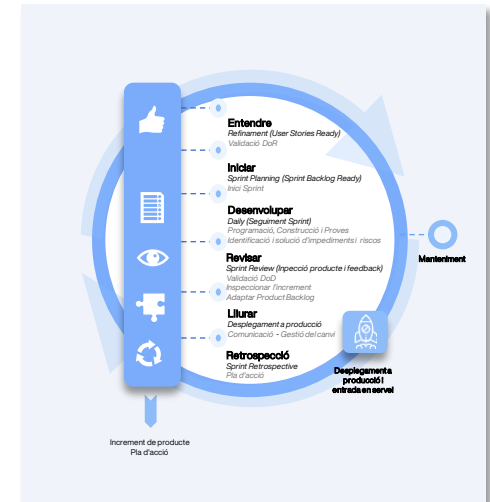 Entendre
Refinament (User Stories Ready)
Validació DoR
Iniciar
Sprint Planning (Sprint Backlog Ready)
Inici Sprint
Desenvolupar
Daily (Seguiment Sprint)
Programació, Construcció i Proves
Identificació i solució d'impediments i riscos
Revisar
Sprint Review (Inpecció producte i feedback)
Validació DoD
Inspeccionar l'increment
Adaptar Product Backlog
Lliurar
Desplegament a producció
Comunicació - Gestió del canvi
Retrospecció
Sprint Retrospective
Pla d'acció
Manteniment
Desplegament a
producció i
entrada en servei
Increment de producte
Pla d'acció